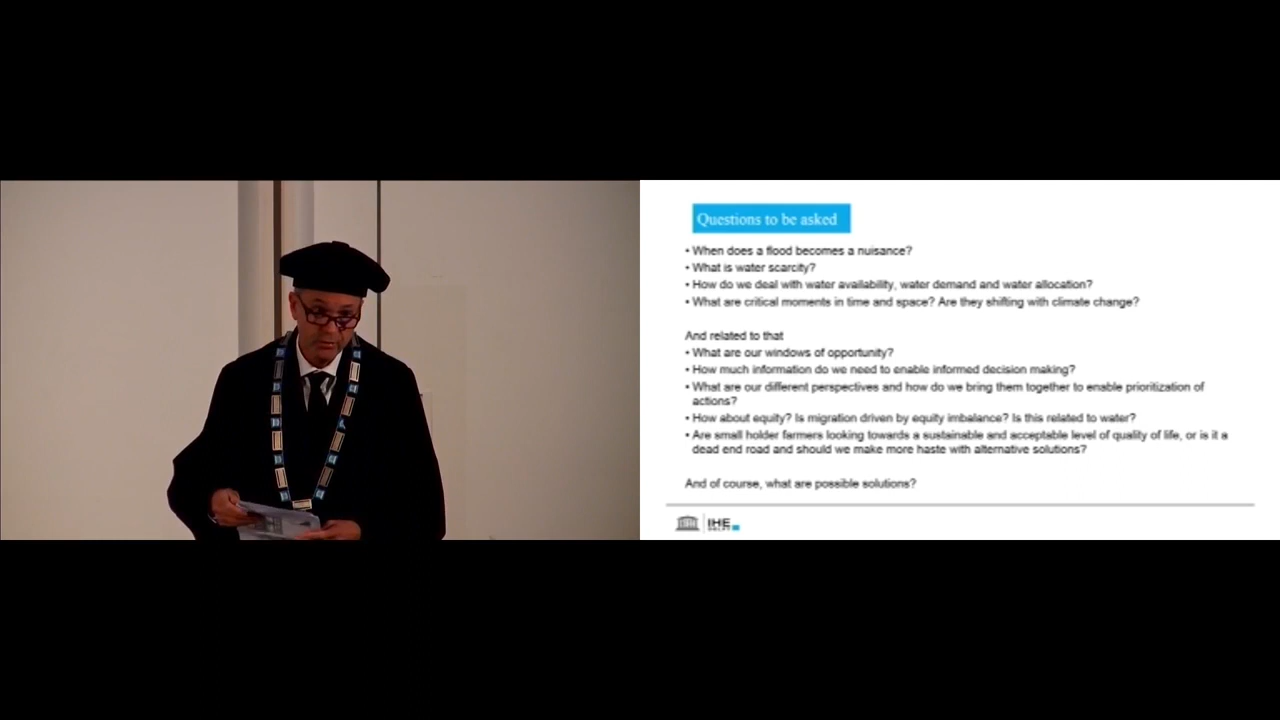 Questions to be asked
• When does a flood becomes a nuisance?
• What is water scarcity?
• How do we deal with water availability, water demand and water allocation?
• What are critical moments in time and space? Are they shifting with climate change?
And related to that
• What are our windows of opportunity?
• How much information do we need to enable informed decision making?
• What are our different perspectives and how do we bring them together to enable prioritization of
actions?
• How about equity? Is migration driven by equity imbalance? Is this related to water?
• Are small holder farmers looking towards a sustainable and acceptable level of quality of life, or is it a
dead end road and should we make more haste with alternative solutions?
And of course, what are possible solutions?
IHE
DELFT